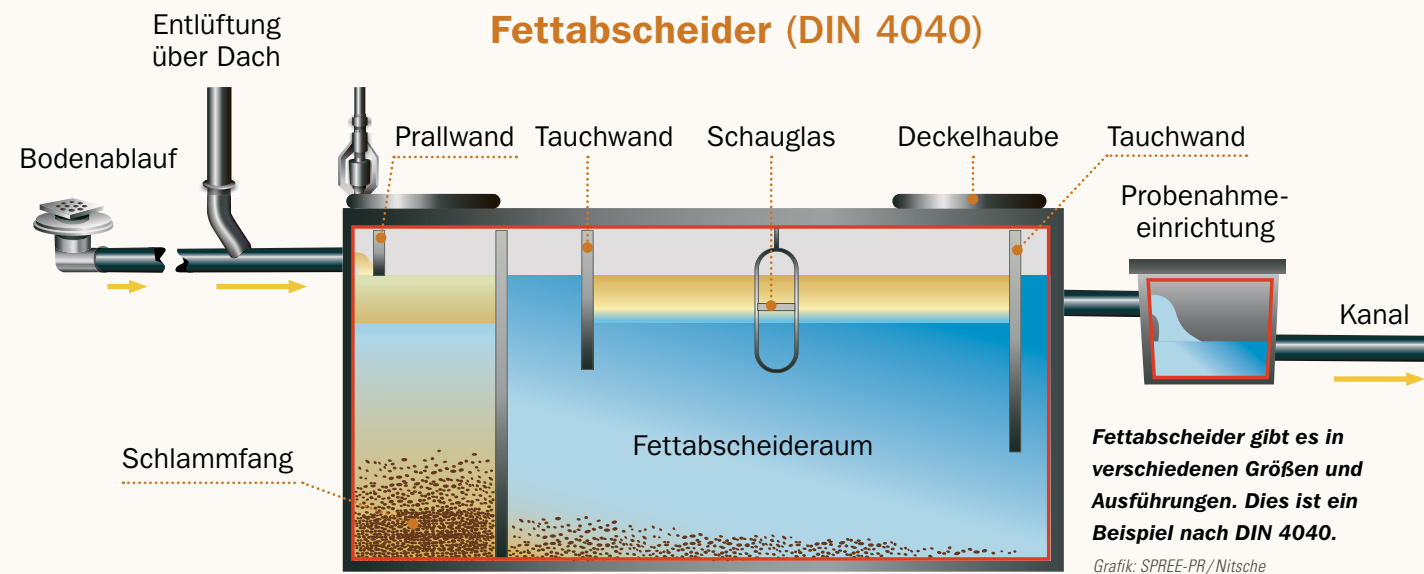 Fettabscheider (DIN 4040)
Entlüftung
über Dach
Bodenablauf
Prallwand
Tauchwand
Schauglas
Deckelhaube
Tauchwand
Probenahme-
einrichtung
Kanal
Schlammfang
Fettabscheideraum
Fettabscheider gibt es in
verschiedenen Größen und
Ausführungen. Dies ist ein
Beispiel nach DIN 4040.
Grafik: SPREE-PR/Nitsche